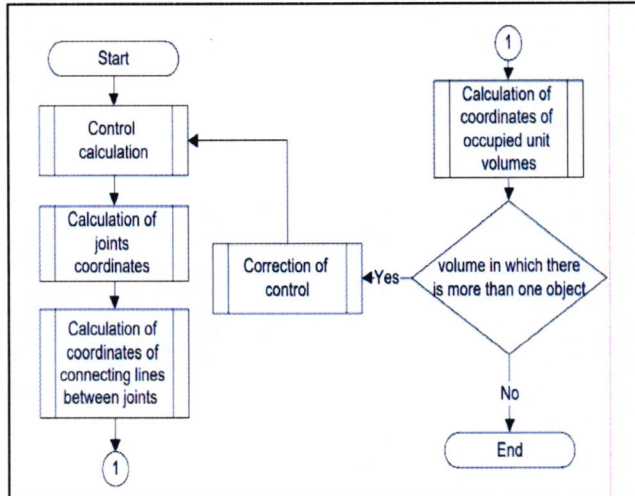 Start
Control
calculation
Calculation of
joints
coordinates
Calculation of
coordinates of
connecting lines
between joints
1
1
Calculation of
coordinates of
occupied unit
volumes
volume in which there
is more than one object
Yes
Correction of
control
No
End